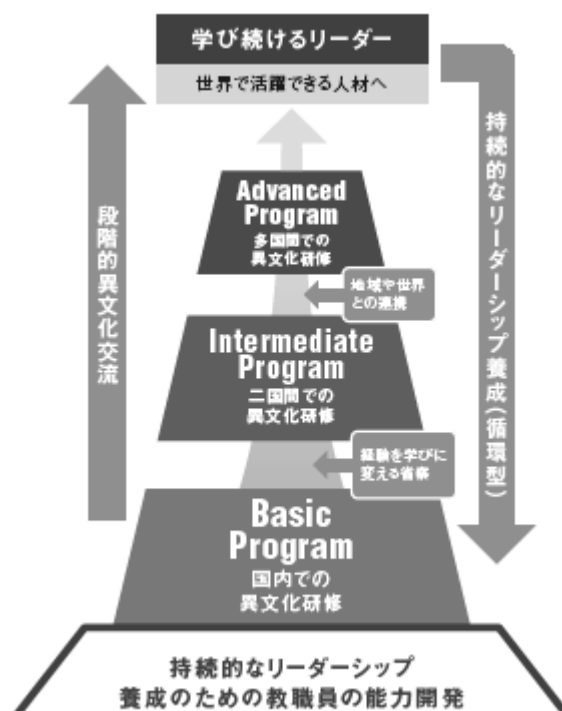 学び続けるリーダー
世界で活躍できる人材へ
段階的異文化交流
持続的なリーダーシップ養成(循環型)
Advanced
Program
多国間での
異文化研修
地域や世界
との連携
Intermediate
Program
二国間での
異文化研修
経験を学びに
変える省察
Basic
Program
国内での
異文化研修
持続的なリーダーシップ
養成のための教職員の能力開発